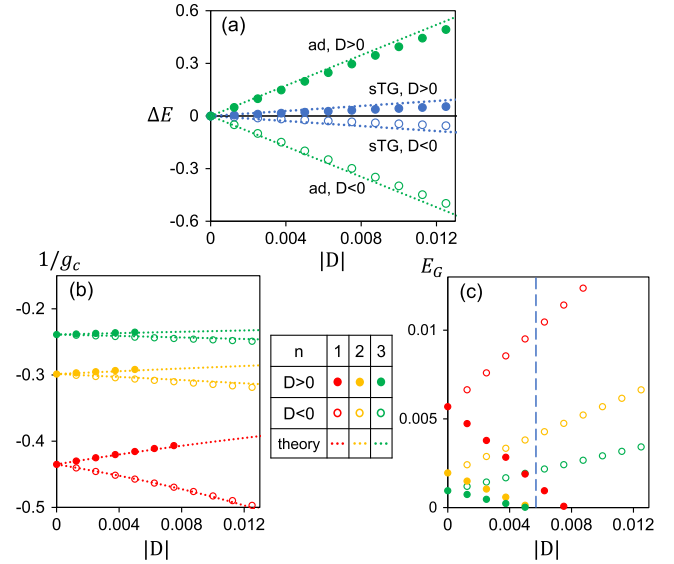 0.6
(a)
ad, D>0
0.3
sTG, D>0
ΔE
0
sTG, D<0
-0.3
ad, D<0
-0.6
0 0.004 0.008 0.012
|D|
1/g_c
(b)
-0.2
-0.3
-0.4
-0.5
0 0.004 0.008 0.012
|D|
n 1 2 3
D>0
D<0
theory
E_G
(c)
0.01
0.005
0
0 0.004 0.008 0.012
|D|